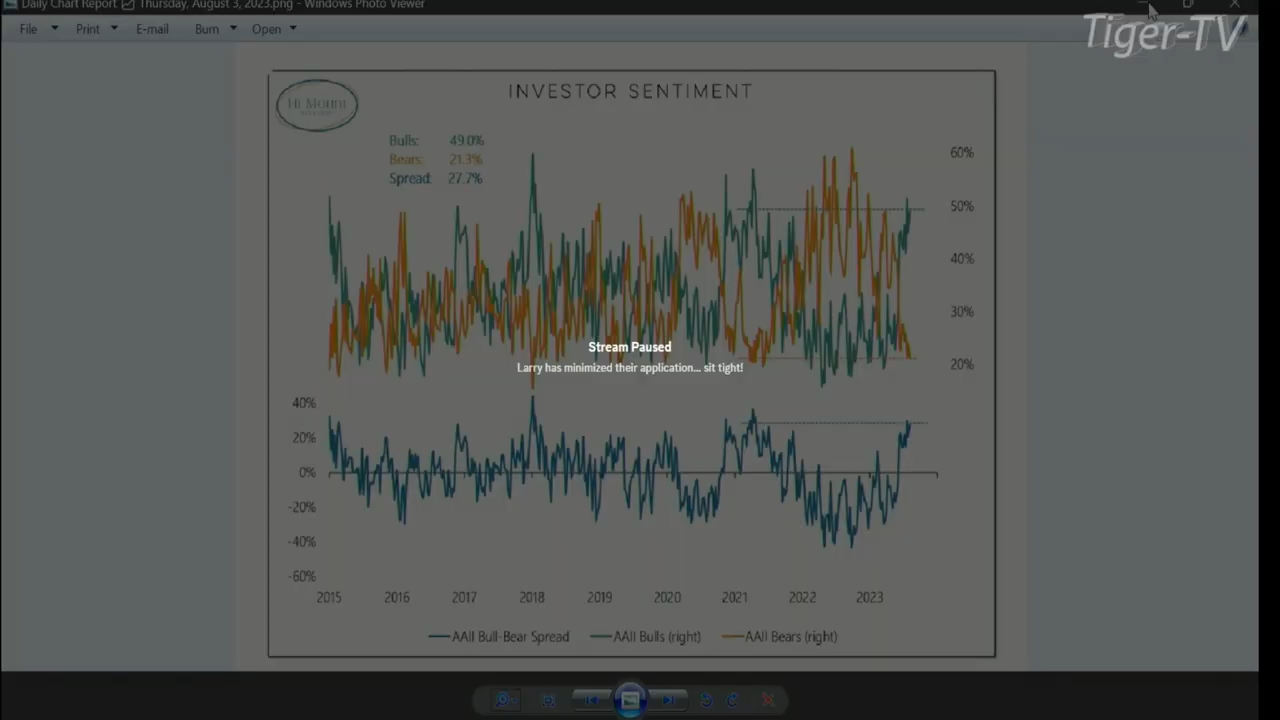 Daily Chart Report Thursday, August 3, 2023.png - Windows Photo Viewer
Tiger-TV
File Print E-mail Burn Open
INVESTOR SENTIMENT
Hi Mount
Bulls: 49.0%
Bears: 21.3%
Spread: 27.7%
60%
50%
40%
30%
20%
Stream Paused
Larry has minimized their application... sit tight!
40%
20%
0%
-20%
-40%
-60%
2015 2016 2017 2018 2019 2020 2021 2022 2023
AAII Bull-Bear Spread AAII Bulls (right) AAII Bears (right)